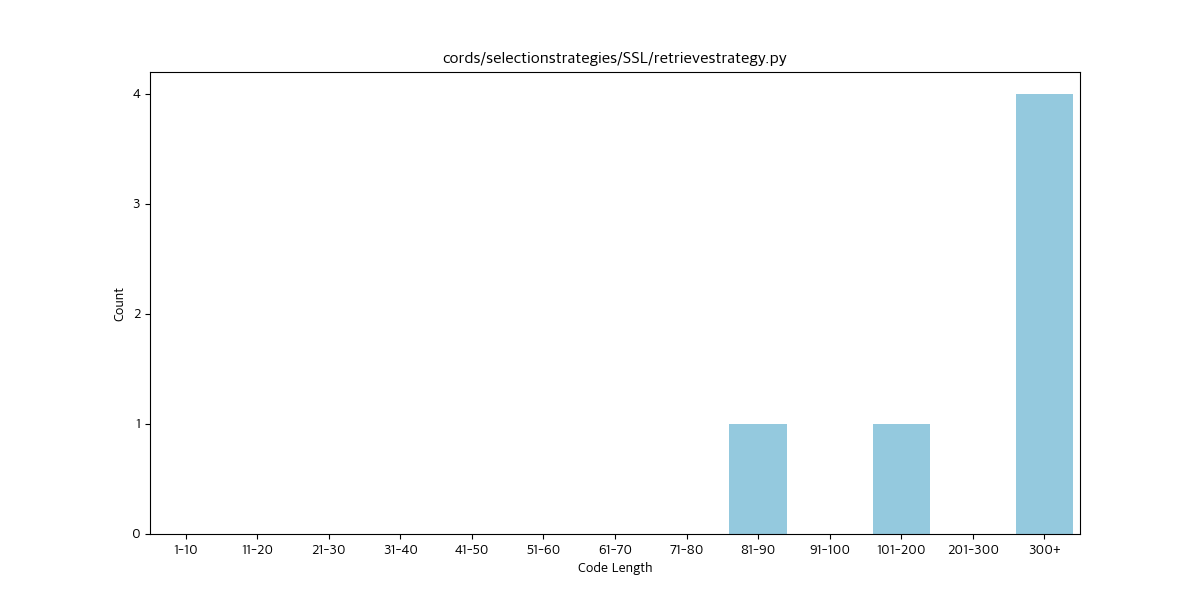 cords/selectionstrategies/SSL/retrievestrategy.py
4
3
2
1
0
Count
1-10 11-20 21-30 31-40 41-50 51-60 61-70 71-80 81-90 91-100 101-200 201-300 300+
Code Length